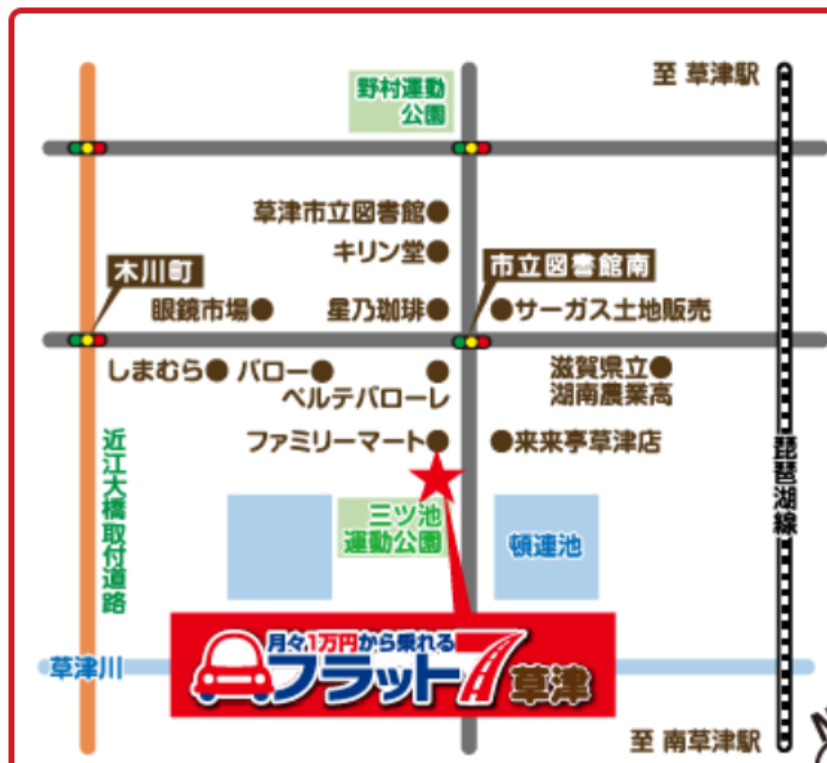 至 草津駅
野村運動
公園
草津市立図書館
キリン堂
木川町
市立図書館南
眼鏡市場
星乃珈琲
サーガス土地販売
しまむら
バロー
ベルテバローレ
滋賀県立
湖南農業高
ファミリーマート
来来亭草津店
近江大橋取付道路
琵琶湖線
三ツ池
運動公園
頓連池
月々1万円から乗れる
フラット7草津
草津川
至 南草津駅